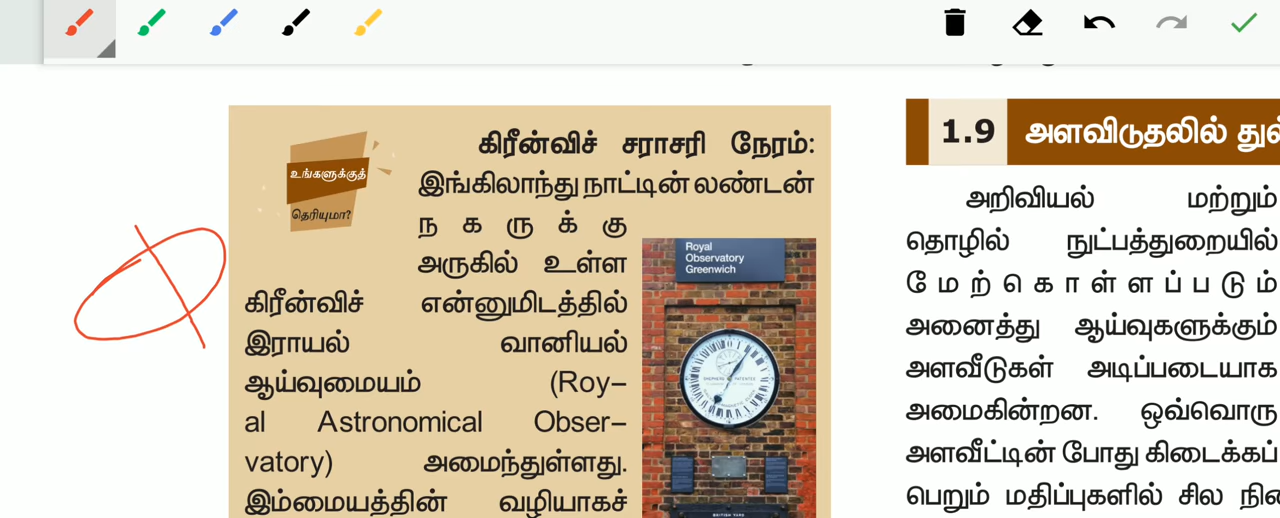 உங்களுக்குத்
தெரியுமா?
கிரீன்விச் சராசரி நேரம்:
இங்கிலாந்து நாட்டின் லண்டன்
நகருக்கு
அருகில் உள்ள
கிரீன்விச் என்னுமிடத்தில்
இராயல் வானியல்
ஆய்வுமையம் (Roy–
al Astronomical Obser–
vatory) அமைந்துள்ளது.
இம்மையத்தின் வழியாகச்
Royal
Observatory
Greenwich
1.9 அளவிடுதலில்
அறிவியல் மற்றும்
தொழில் நுட்பத்துறையில்
மேற்கொள்ளப்படும்
அனைத்து ஆய்வுகளுக்கும்
அளவீடுகள் அடிப்படையாக
அமைகின்றன. ஒவ்வொரு
அளவீட்டின் போது கிடைக்கப்
பெறும் மதிப்புகளில் சில